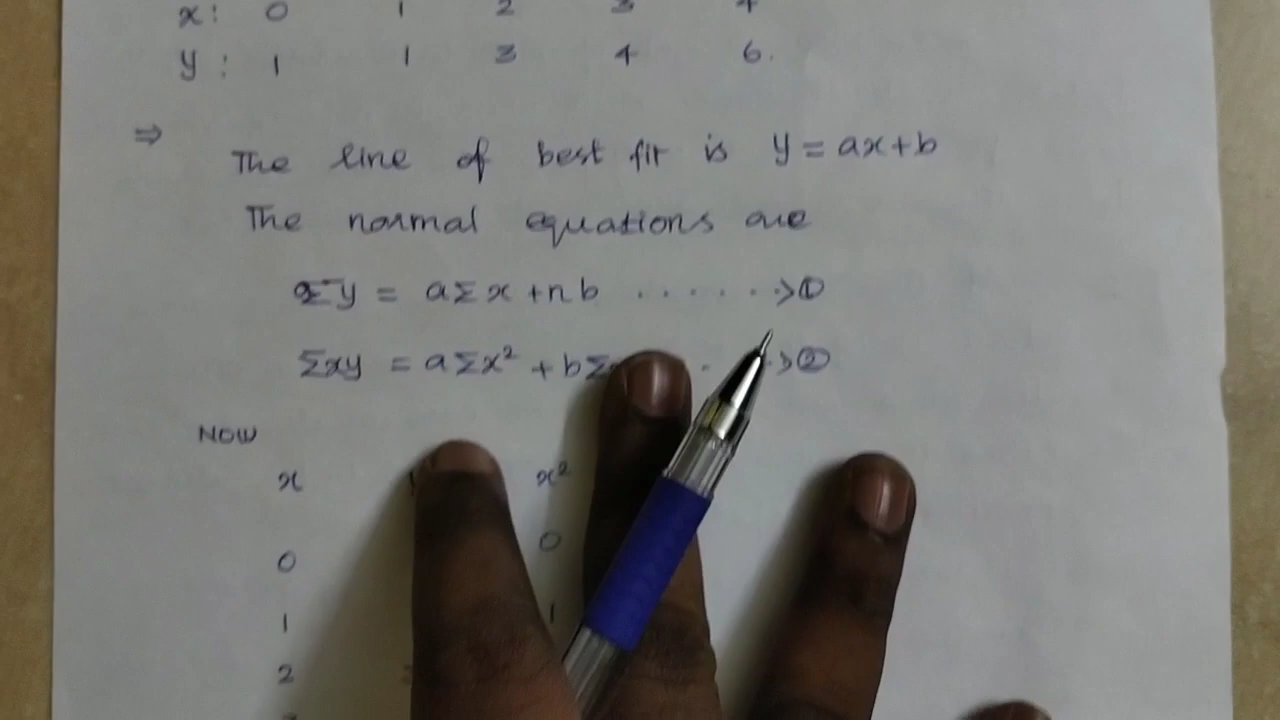 x: 0 1 2 3 4
y: 1 1 3 4 6.
⇒ The line of best fit is y = ax+b
The normal equations are
Σy = aΣx + nb ......>①
Σxy = aΣx² + bΣ . >②
Now
x x²
0 0
1 1
2